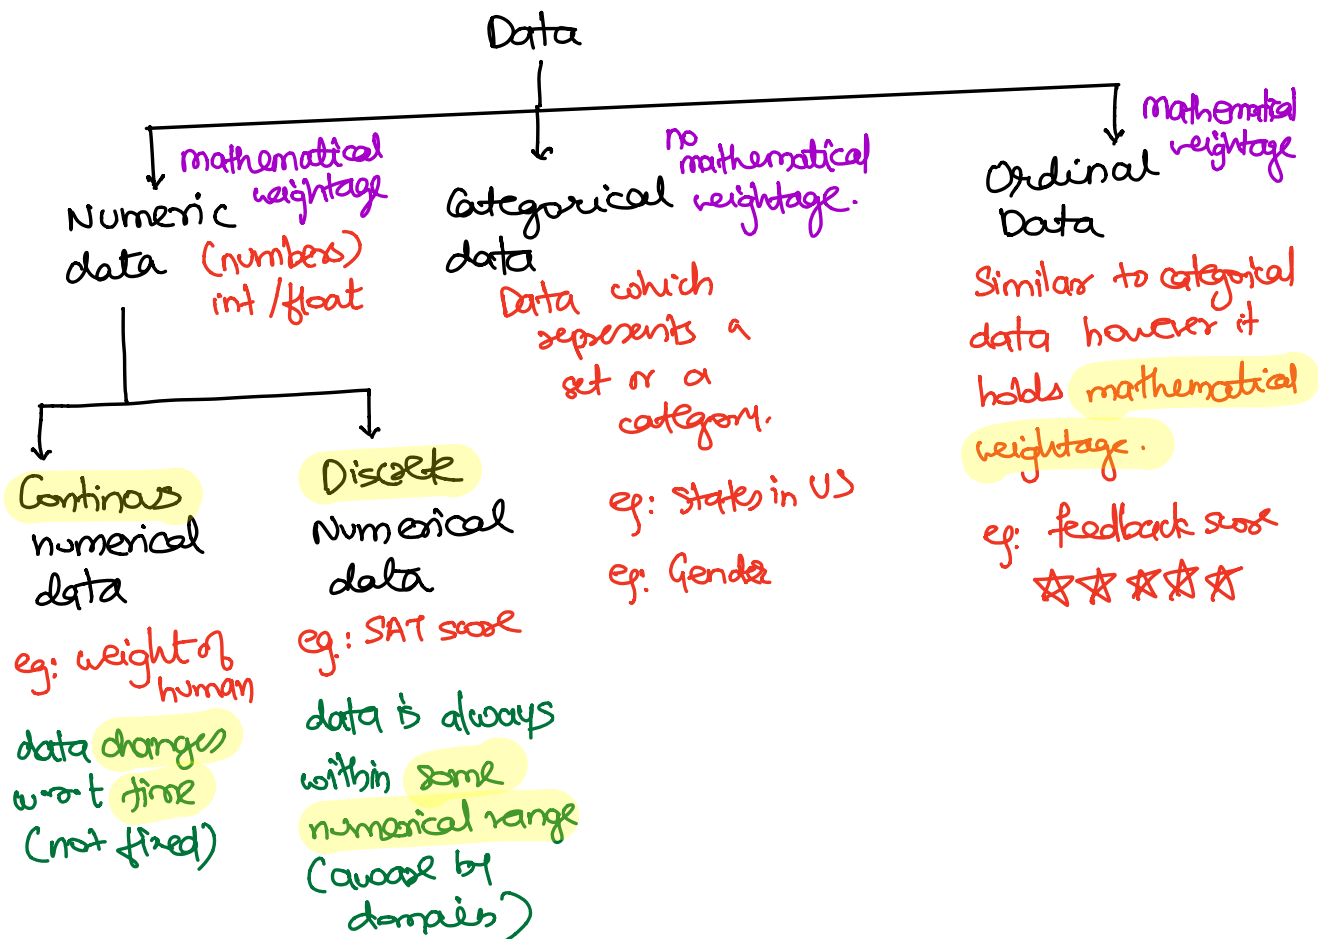 Data
mathematical
weightage
Numeric
data
(numbers)
int/float
no
mathematical
weightage.
Categorical
data
Data which
represents a
set or a
category.
eg: States in US
eg: Gender
mathematical
weightage
Ordinal
Data
Similar to categorical
data however it
holds mathematical
weightage.
eg: feedback score
Continous
numerical
data
eg: weight of
human
data changes
wrt time
(not fixed)
Discrete
Numerical
data
eg: SAT score
data is always
within some
numerical range
(aware by
domain)